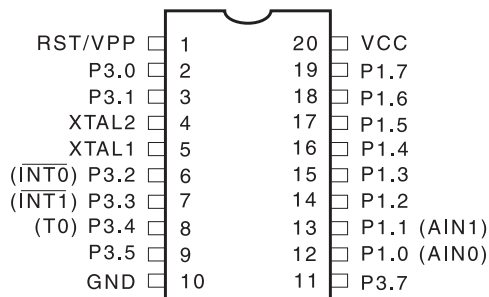 RST/VPP 1 20 VCC
P3.0 2 19 P1.7
P3.1 3 18 P1.6
XTAL2 4 17 P1.5
XTAL1 5 16 P1.4
(I̅N̅T̅0̅) P3.2 6 15 P1.3
(I̅N̅T̅1̅) P3.3 7 14 P1.2
(T0) P3.4 8 13 P1.1 (AIN1)
P3.5 9 12 P1.0 (AIN0)
GND 10 11 P3.7